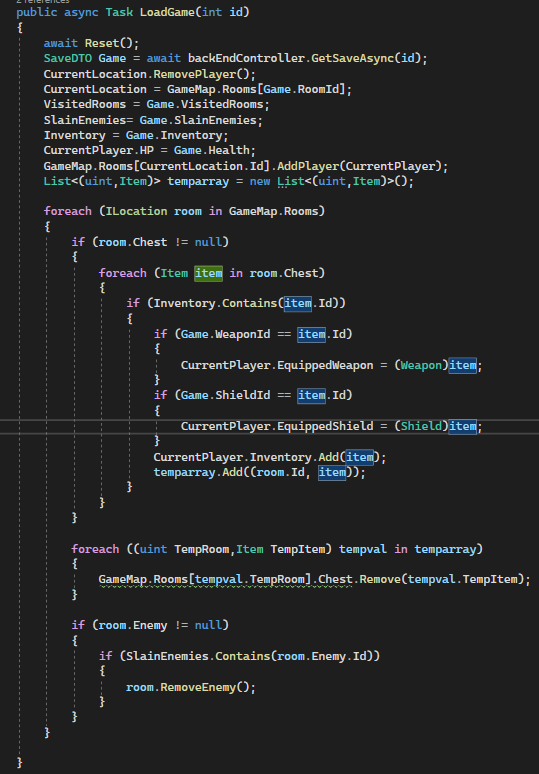 2 references
public async Task LoadGame(int id)
{
    await Reset();
    SaveDTO Game = await backEndController.GetSaveAsync(id);
    CurrentLocation.RemovePlayer();
    CurrentLocation = GameMap.Rooms[Game.RoomId];
    VisitedRooms = Game.VisitedRooms;
    SlainEnemies= Game.SlainEnemies;
    Inventory = Game.Inventory;
    CurrentPlayer.HP = Game.Health;
    GameMap.Rooms[CurrentLocation.Id].AddPlayer(CurrentPlayer);
    List<(uint,Item)> temparray = new List<(uint,Item)>();

    foreach (ILocation room in GameMap.Rooms)
    {
        if (room.Chest != null)
        {
            foreach (Item item in room.Chest)
            {
                if (Inventory.Contains(item.Id))
                {
                    if (Game.WeaponId == item.Id)
                    {
                        CurrentPlayer.EquippedWeapon = (Weapon)item;
                    }
                    if (Game.ShieldId == item.Id)
                    {
                        CurrentPlayer.EquippedShield = (Shield)item;
                    }
                    CurrentPlayer.Inventory.Add(item);
                    temparray.Add((room.Id, item));
                }
            }
        }

        foreach ((uint TempRoom,Item TempItem) tempval in temparray)
        {
            GameMap.Rooms[tempval.TempRoom].Chest.Remove(tempval.TempItem);
        }

        if (room.Enemy != null)
        {
            if (SlainEnemies.Contains(room.Enemy.Id))
            {
                room.RemoveEnemy();
            }
        }
    }

}